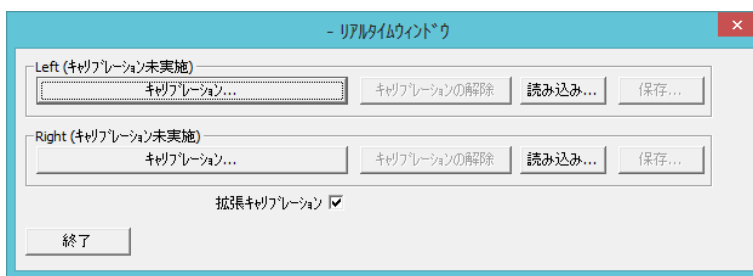 - リアルタイムウィンドウ
Left (キャリブレーション未実施)
キャリブレーション... キャリブレーションの解除 読み込み... 保存...
Right (キャリブレーション未実施)
キャリブレーション... キャリブレーションの解除 読み込み... 保存...
拡張キャリブレーション
終了